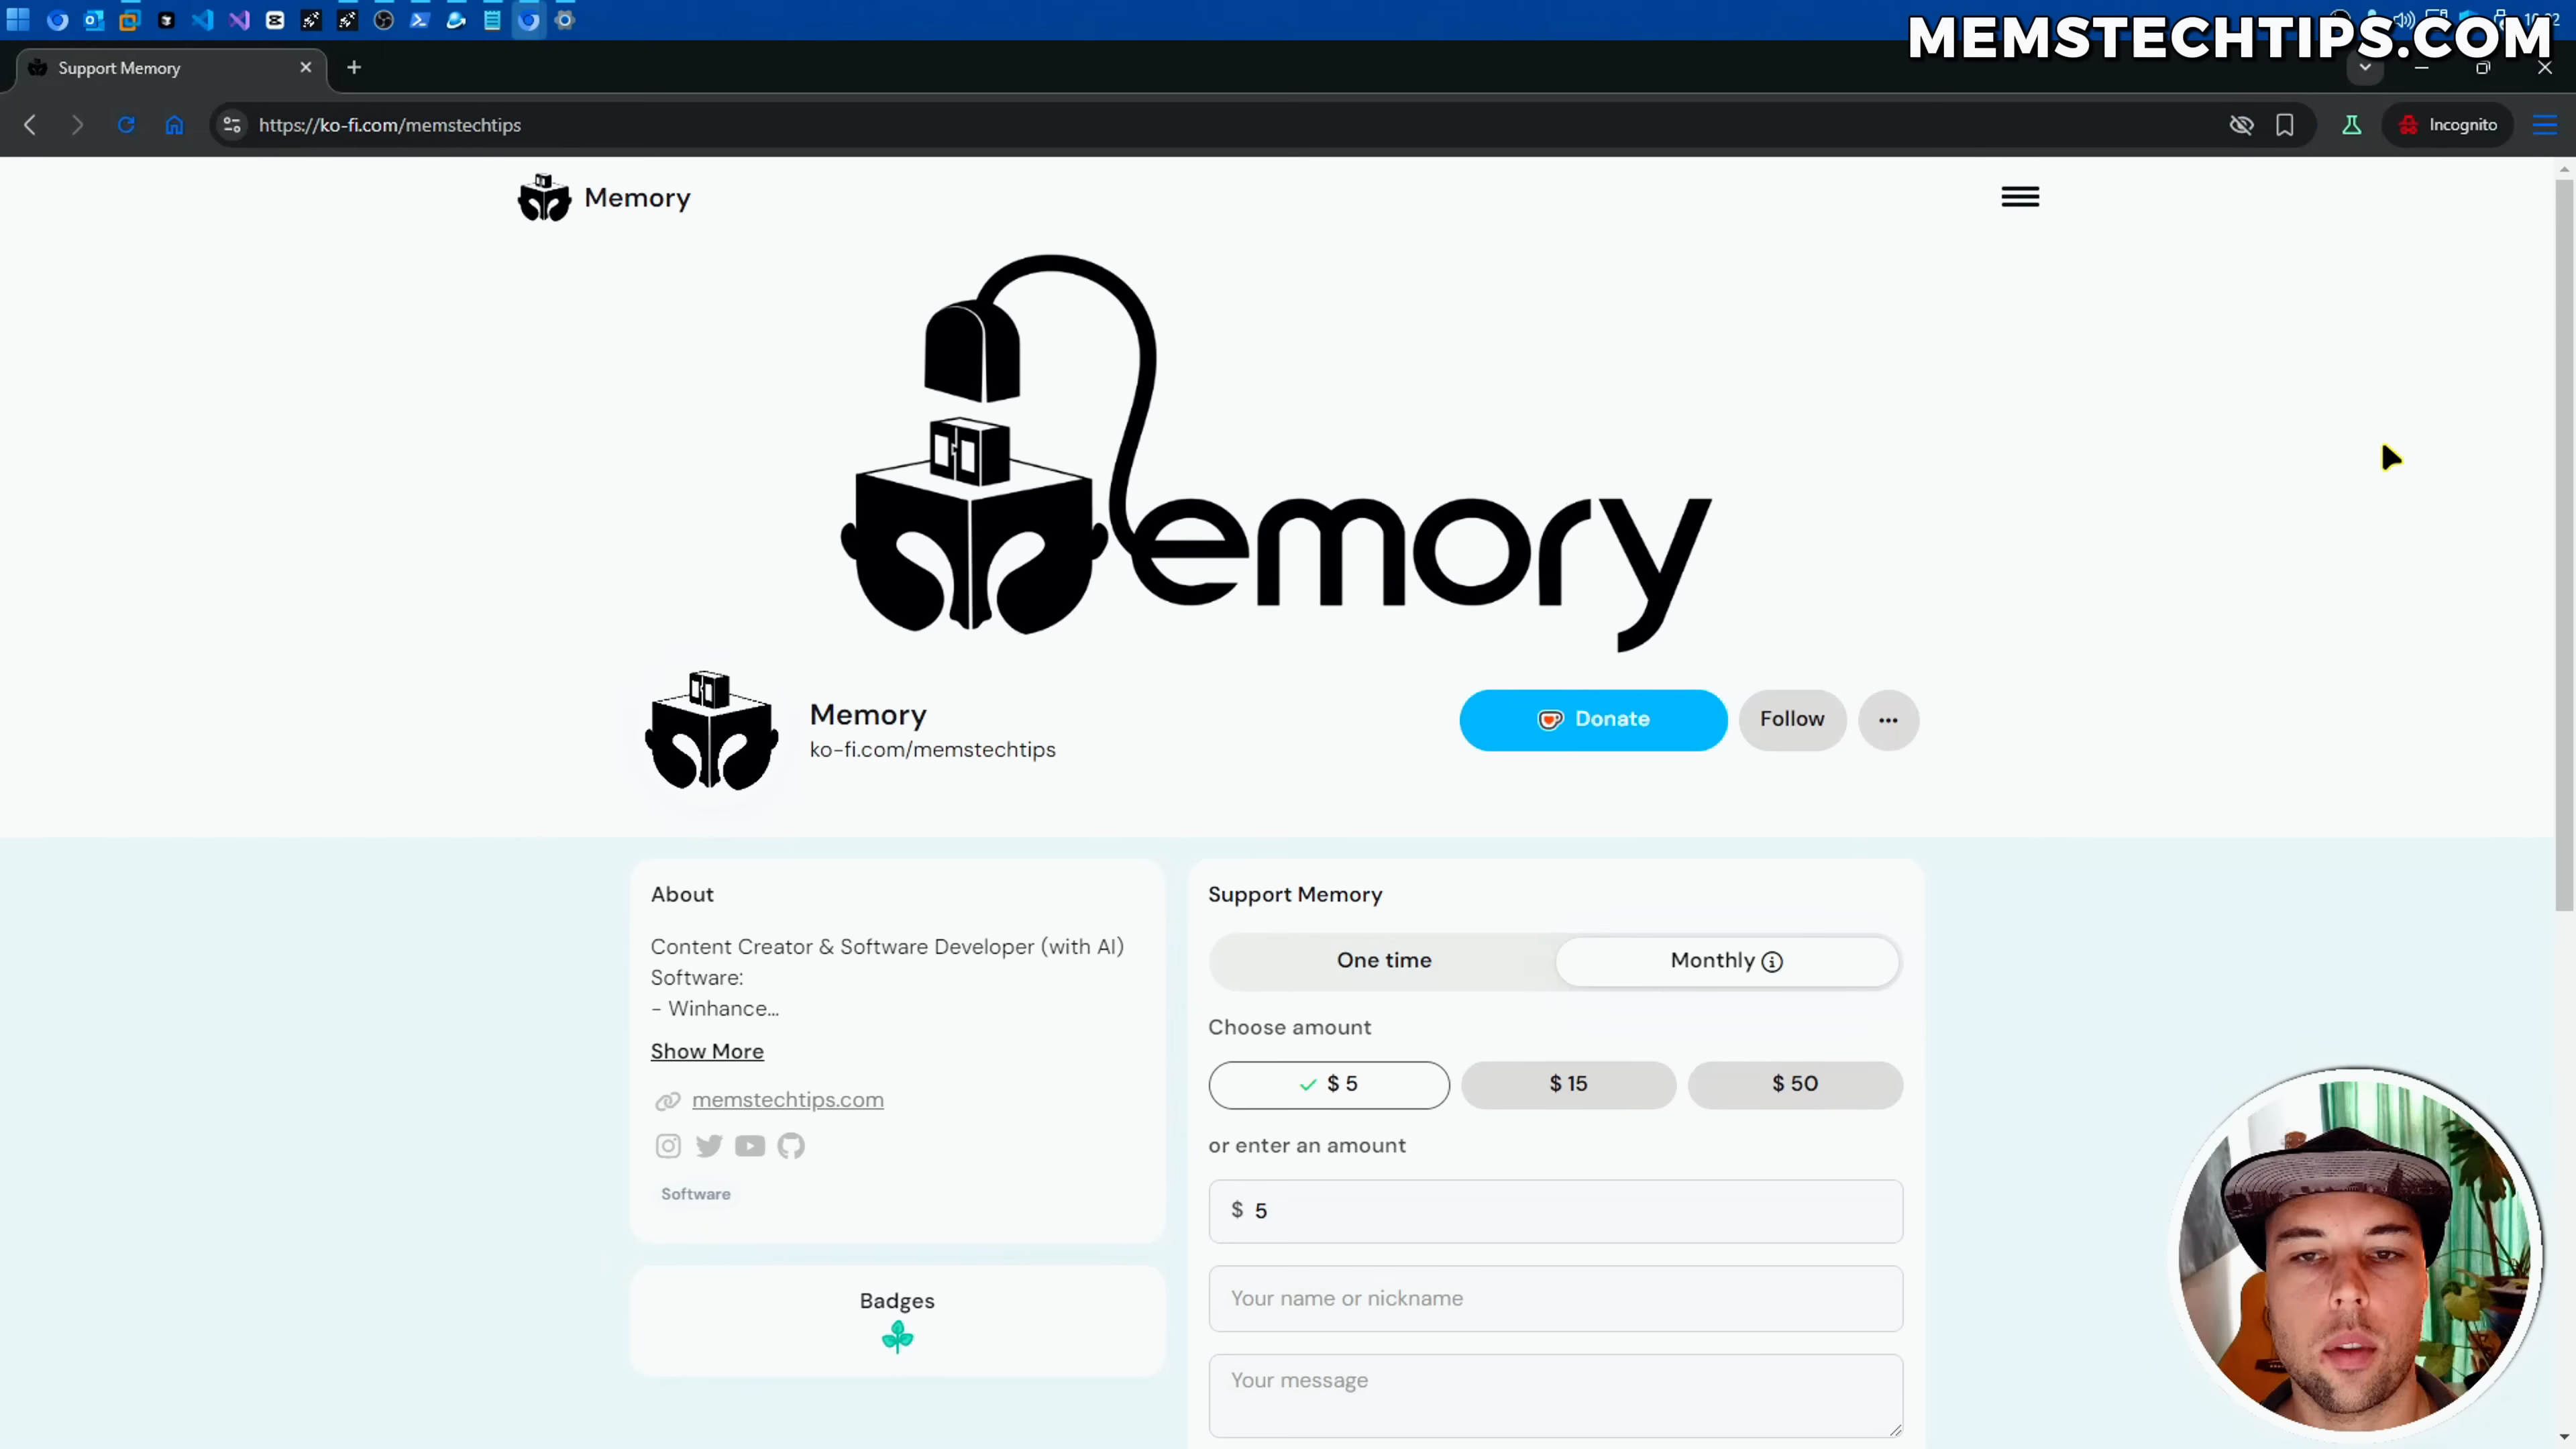 MEMSTECHTIPS.COM
Support Memory
https://ko-fi.com/memstechtips
Incognito
Memory
emory
Memory
ko-fi.com/memstechtips
Donate
Follow
About
Content Creator & Software Developer (with AI)
Software:
- Winhance...
Show More
memstechtips.com
Software
Badges
Support Memory
One time
Monthly
Choose amount
$ 5
$ 15
$ 50
or enter an amount
$ 5
Your name or nickname
Your message